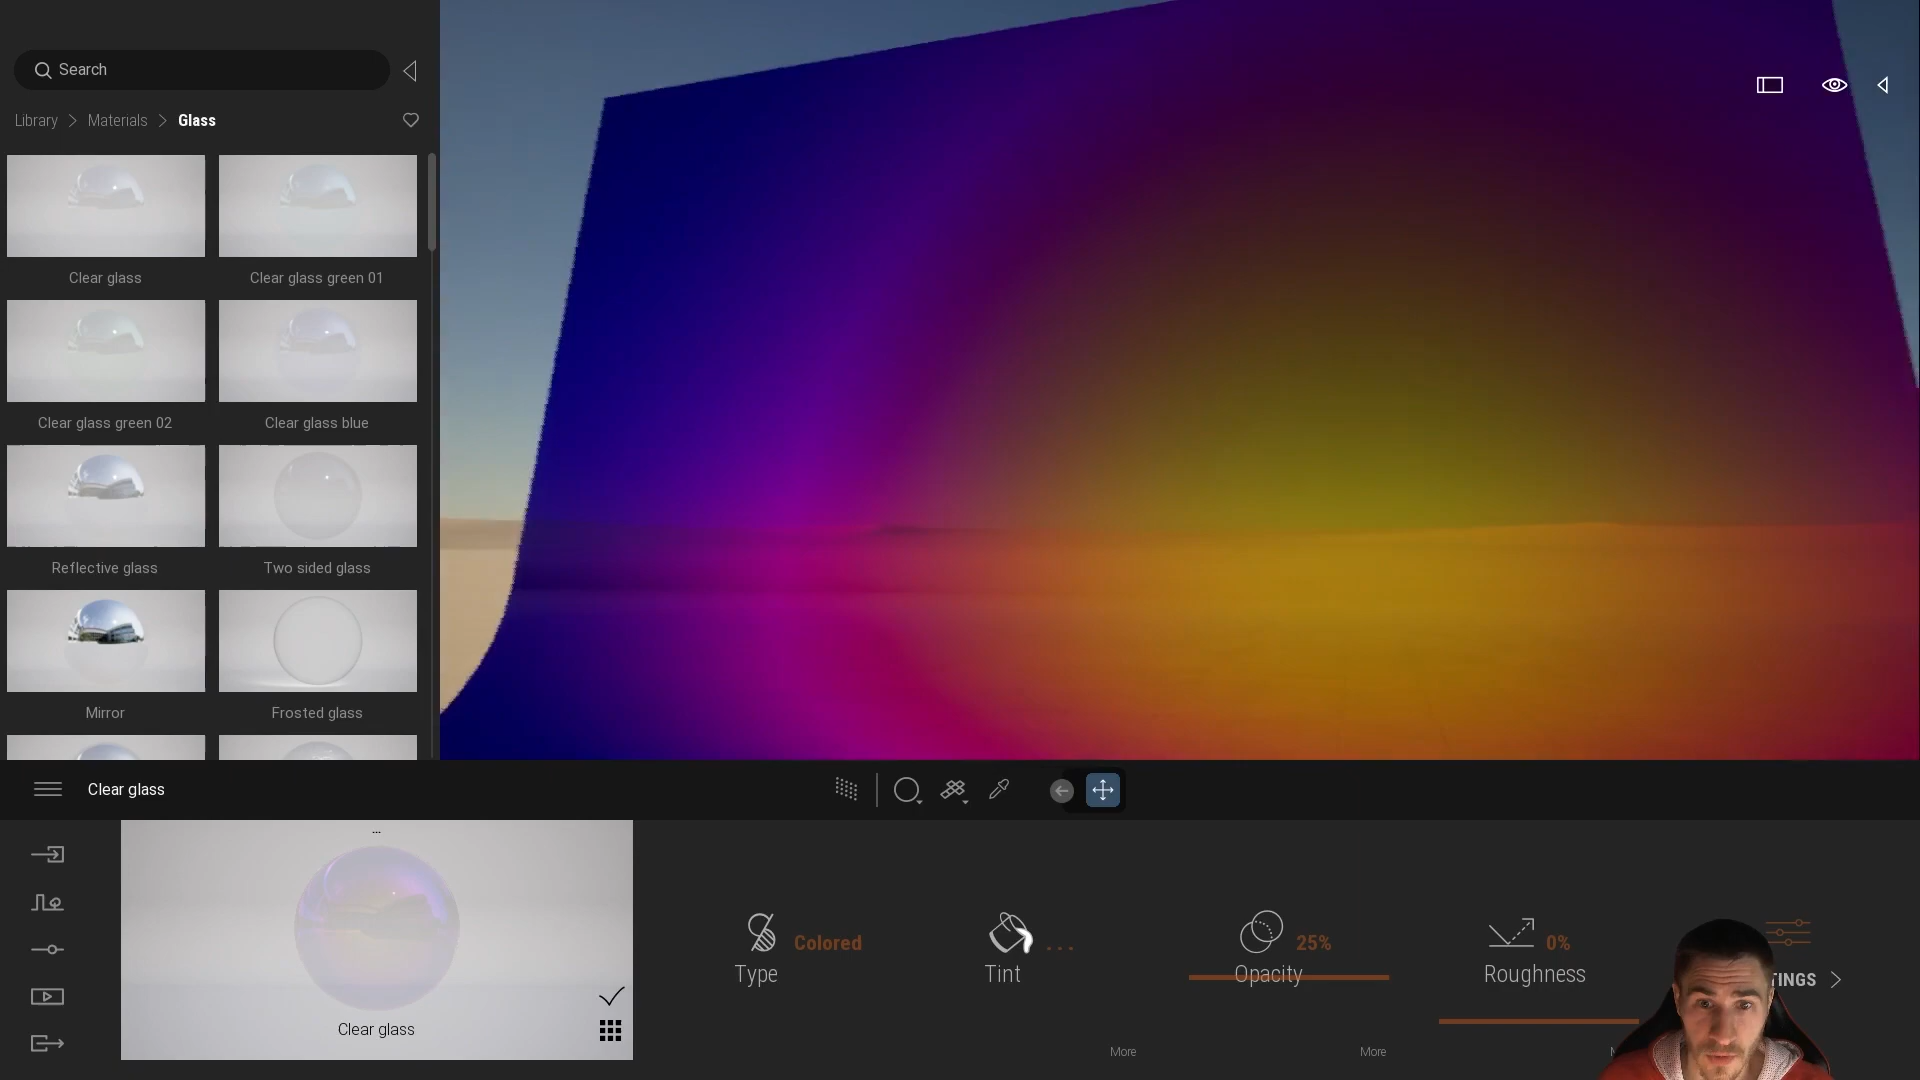 Search
Library Materials Glass
Clear glass Clear glass green 01
Clear glass green 02 Clear glass blue
Reflective glass Two sided glass
Mirror Frosted glass
Clear glass
...
Clear glass
Colored
Type
...
Tint
25%
Opacity
0%
Roughness
More
More